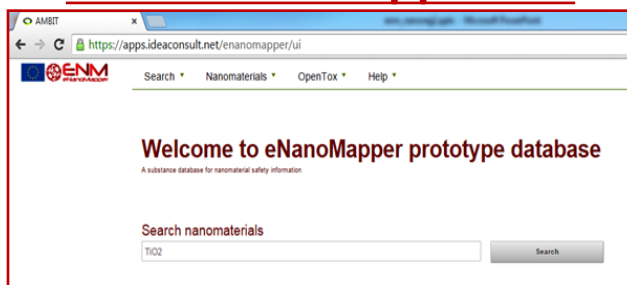 AMBIT
https://apps.ideaconsult.net/enanomapper/ui
ENM
eNanoMapper
Search Nanomaterials OpenTox Help
Welcome to eNanoMapper prototype database
A substance database for nanomaterial safety information
Search nanomaterials
TiO2 Search